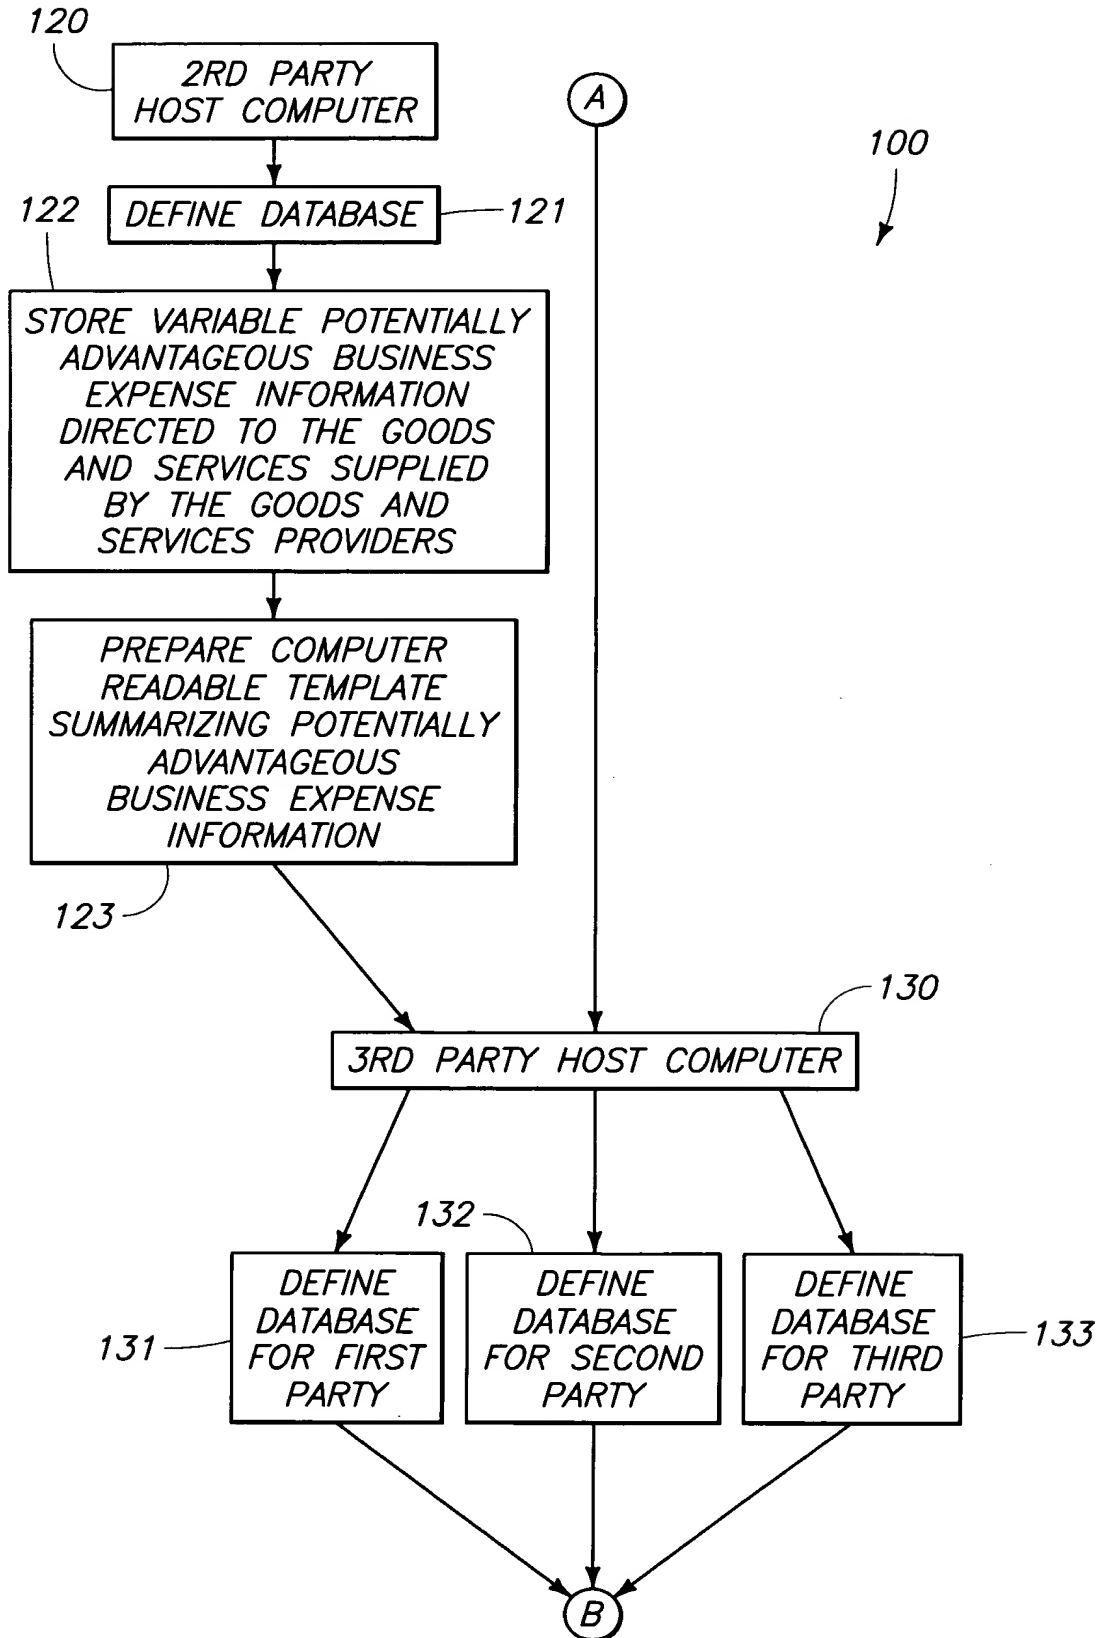 120
2RD PARTY
HOST COMPUTER
A
100
122
DEFINE DATABASE
121
STORE VARIABLE POTENTIALLY
ADVANTAGEOUS BUSINESS
EXPENSE INFORMATION
DIRECTED TO THE GOODS
AND SERVICES SUPPLIED
BY THE GOODS AND
SERVICES PROVIDERS
PREPARE COMPUTER
READABLE TEMPLATE
SUMMARIZING POTENTIALLY
ADVANTAGEOUS
BUSINESS EXPENSE
INFORMATION
123
130
3RD PARTY HOST COMPUTER
132
131
DEFINE
DATABASE
FOR FIRST
PARTY
DEFINE
DATABASE
FOR SECOND
PARTY
DEFINE
DATABASE
FOR THIRD
PARTY
133
B